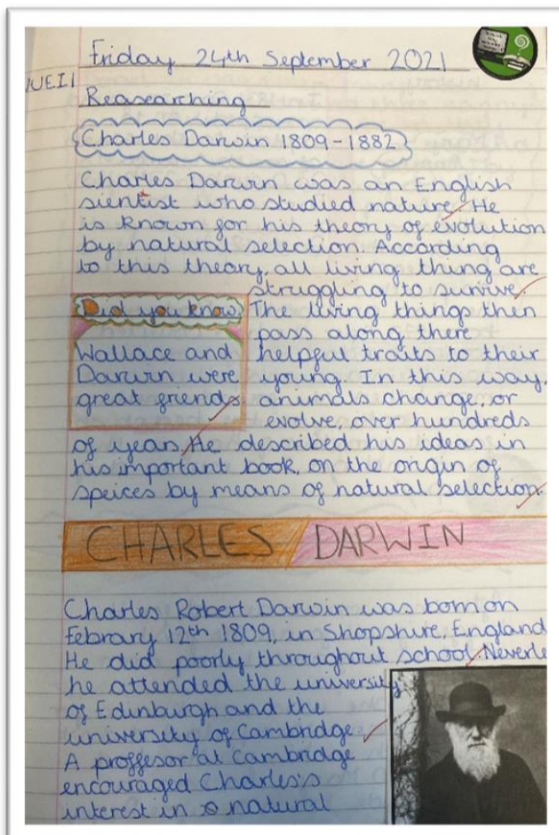 Friday 24th September 2021
WEI1
Reasearching
Charles Darwin 1809-1882
Charles Darwin was an English
sientist who studied nature. He
is known for his theory of evolution
by natural selection. According
to this theory, all living thing are
struggling to survive.
Did you know
Wallace and
Darwin were
great friends
The living things then
pass along there
helpful traits to their
young. In this way,
animals change, or
evolve, over hundreds
of years. He described his ideas in
his important book, on the origin of
speices by means of natural selection.
CHARLES DARWIN
Charles Robert Darwin was born on
Febrary 12th 1809, in Shopshire, England
He did poorly throughout school. Neverle
he attended the university
of Edinburgh and the
university of Cambridge
A proffesor at Cambridge
encouraged Charles's
interest in natural